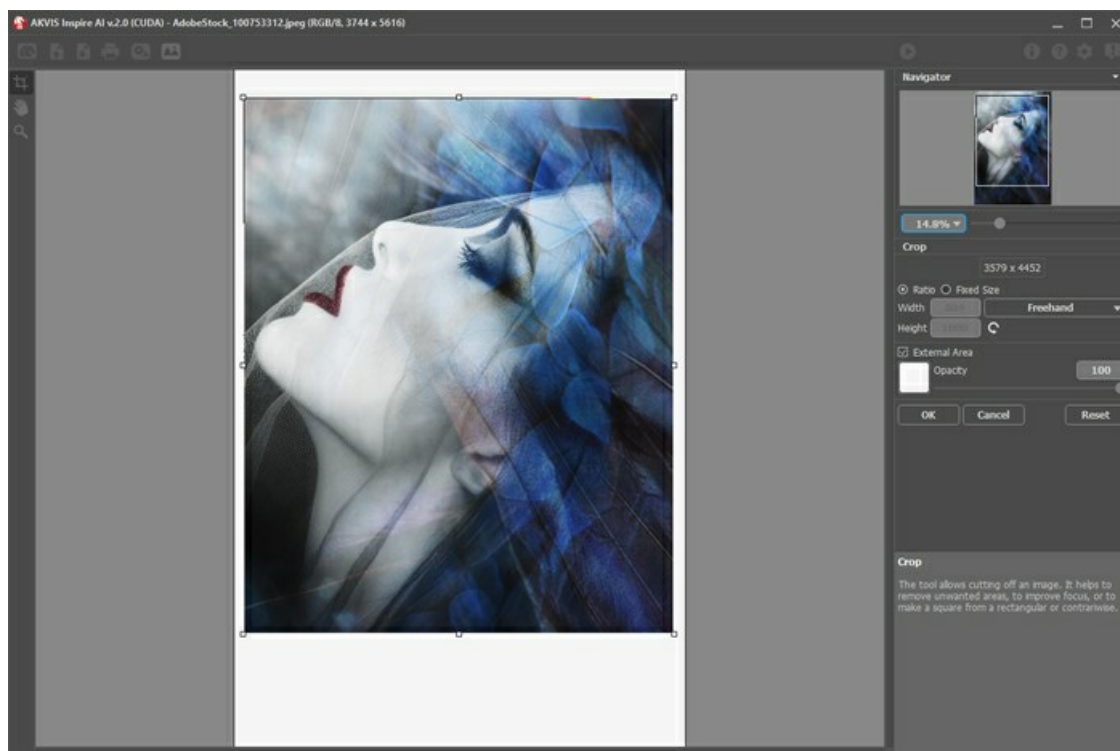 AKVIS Inspire AI v.2.0 (CUDA) - AdobeStock_100753312.jpeg (RGB/8, 3744 x 5616)
Navigator
14.8%
Crop
3579 x 4452
Ratio Fixed Size
Width Freehand
Height
External Area
Opacity 100
OK Cancel Reset
Crop
The tool allows cutting off an image. It helps to
remove unwanted areas, to improve focus, or to
make a square from a rectangular or contrariwise.